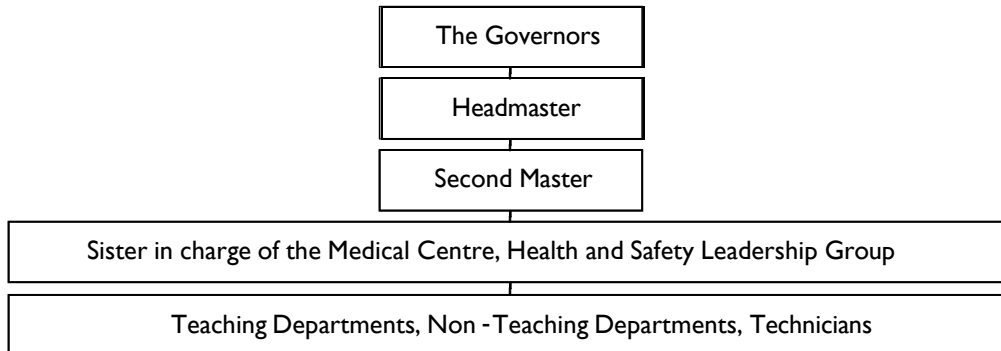 The Governors
Headmaster
Second Master
Sister in charge of the Medical Centre, Health and Safety Leadership Group
Teaching Departments, Non -Teaching Departments, Technicians